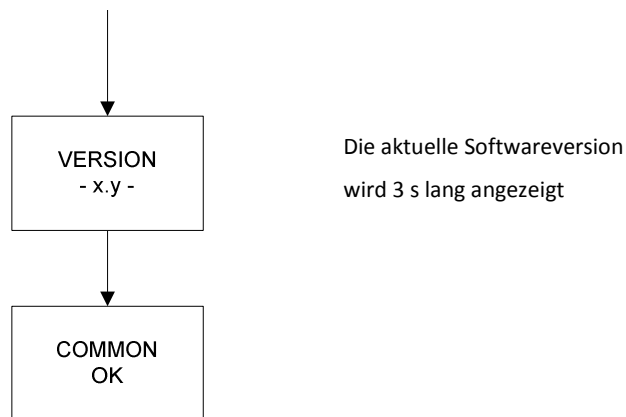 VERSION
- x.y -
Die aktuelle Softwareversion
wird 3 s lang angezeigt
COMMON
OK